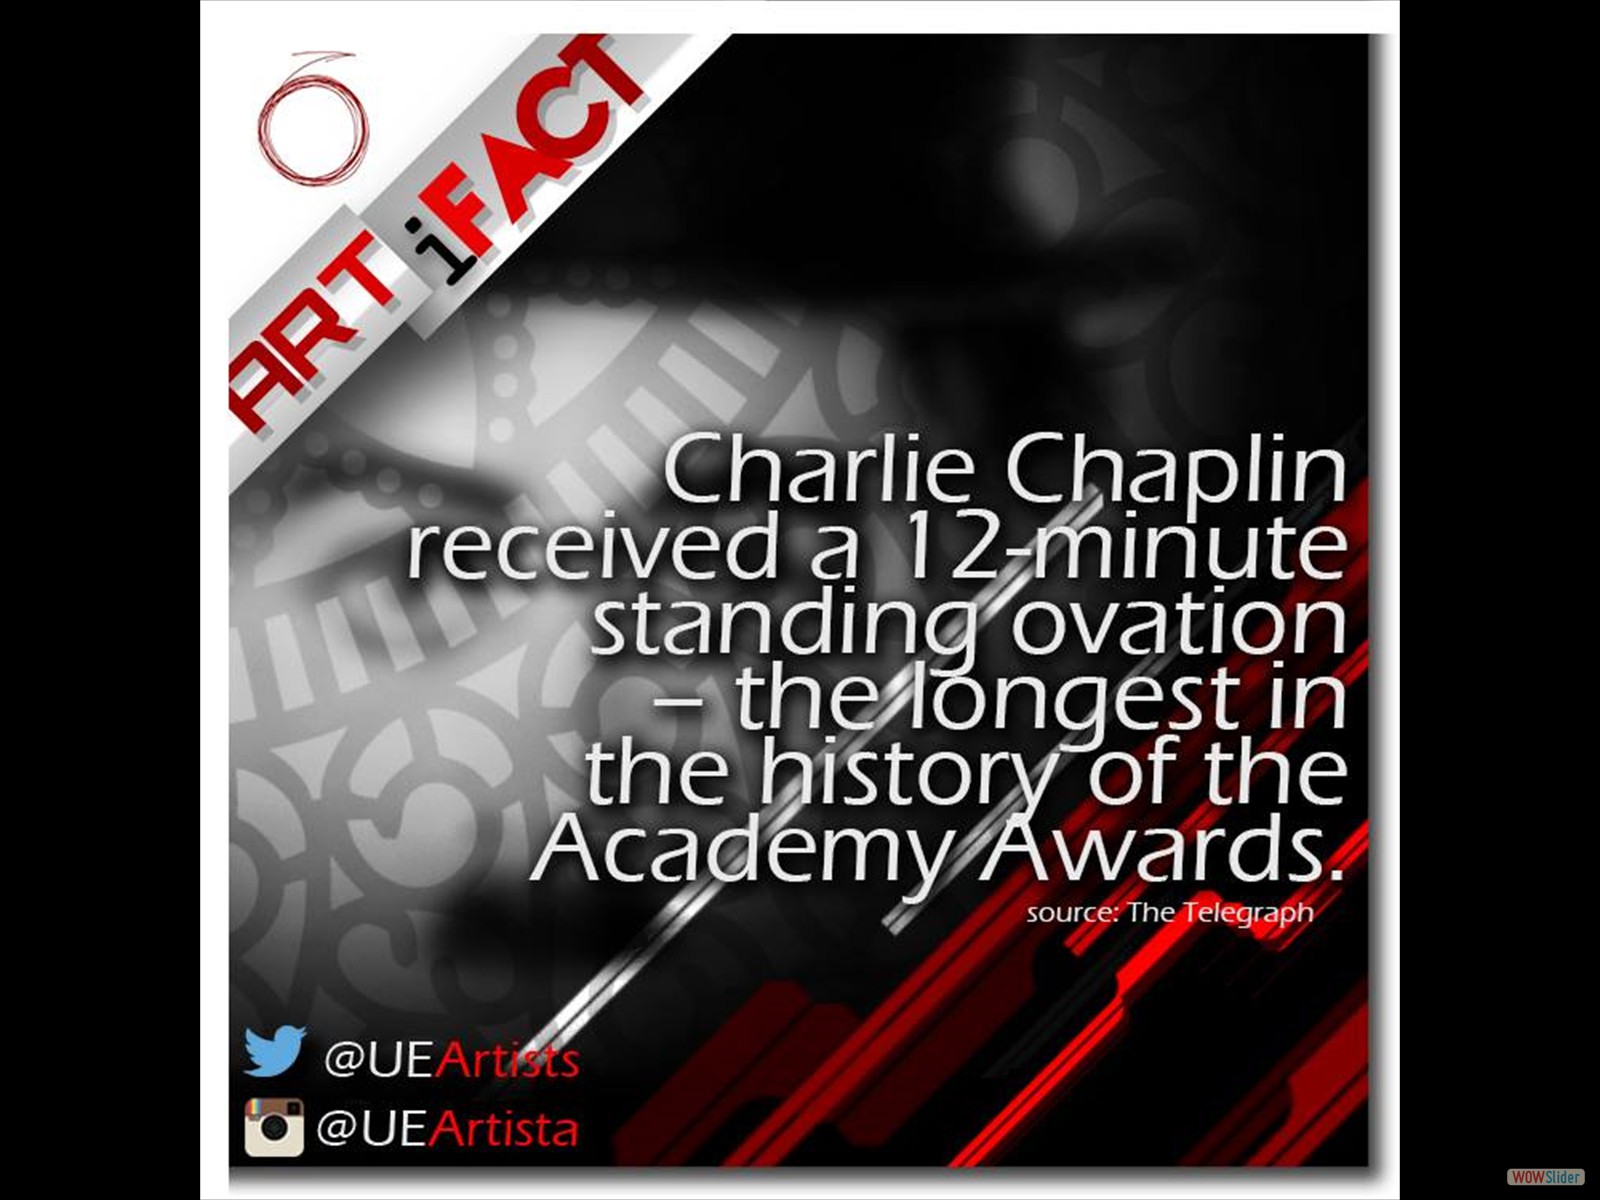 ART iFACT
Charlie Chaplin
received a 12-minute
standing ovation
– the longest in
the history of the
Academy Awards.
source: The Telegraph
@UEArtists
@UEArtista
WOWSlider